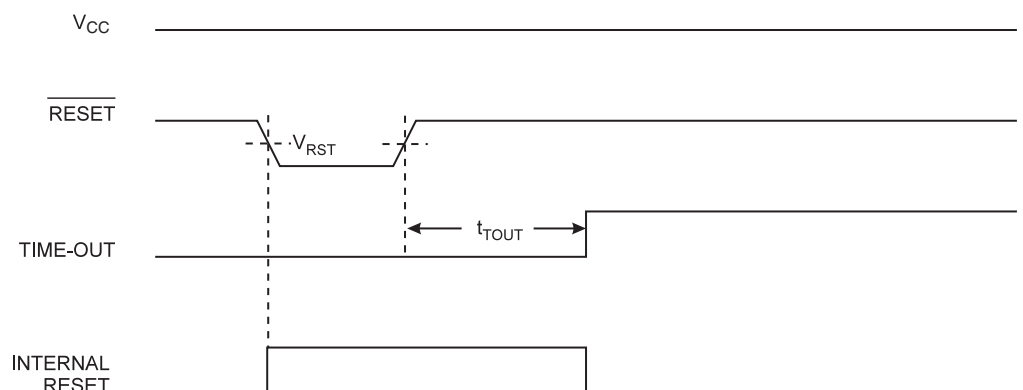 VCC
RESET
VRST
tTOUT
TIME-OUT
INTERNAL
RESET